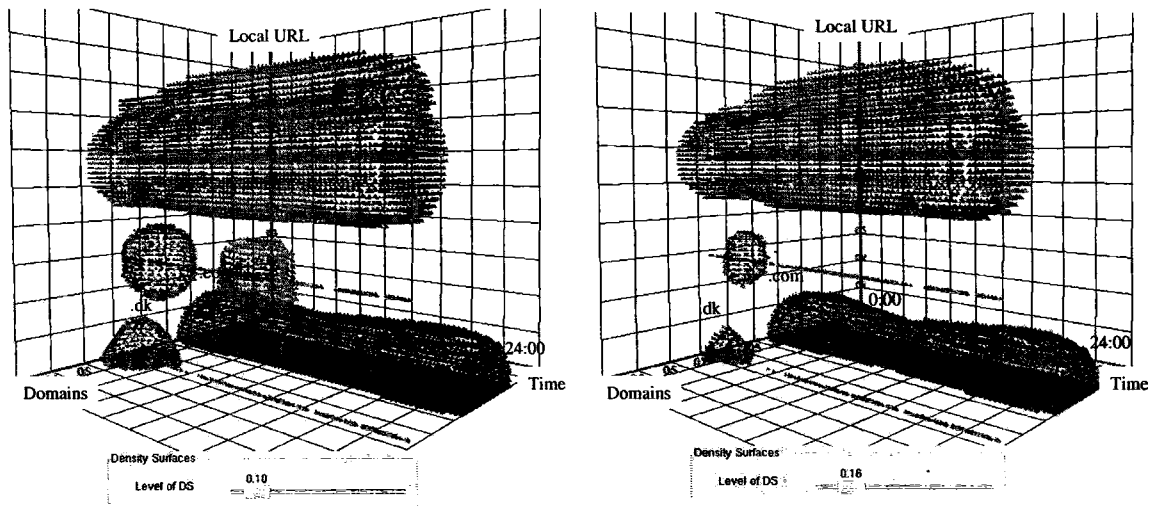 Local URL
.dk
24:00
Time
Domains
Density Surfaces
Level of DS
0.10
Local URL
.com
0:00
dk
24:00
Time
Domains
Density Surfaces
Level of DS
0.16